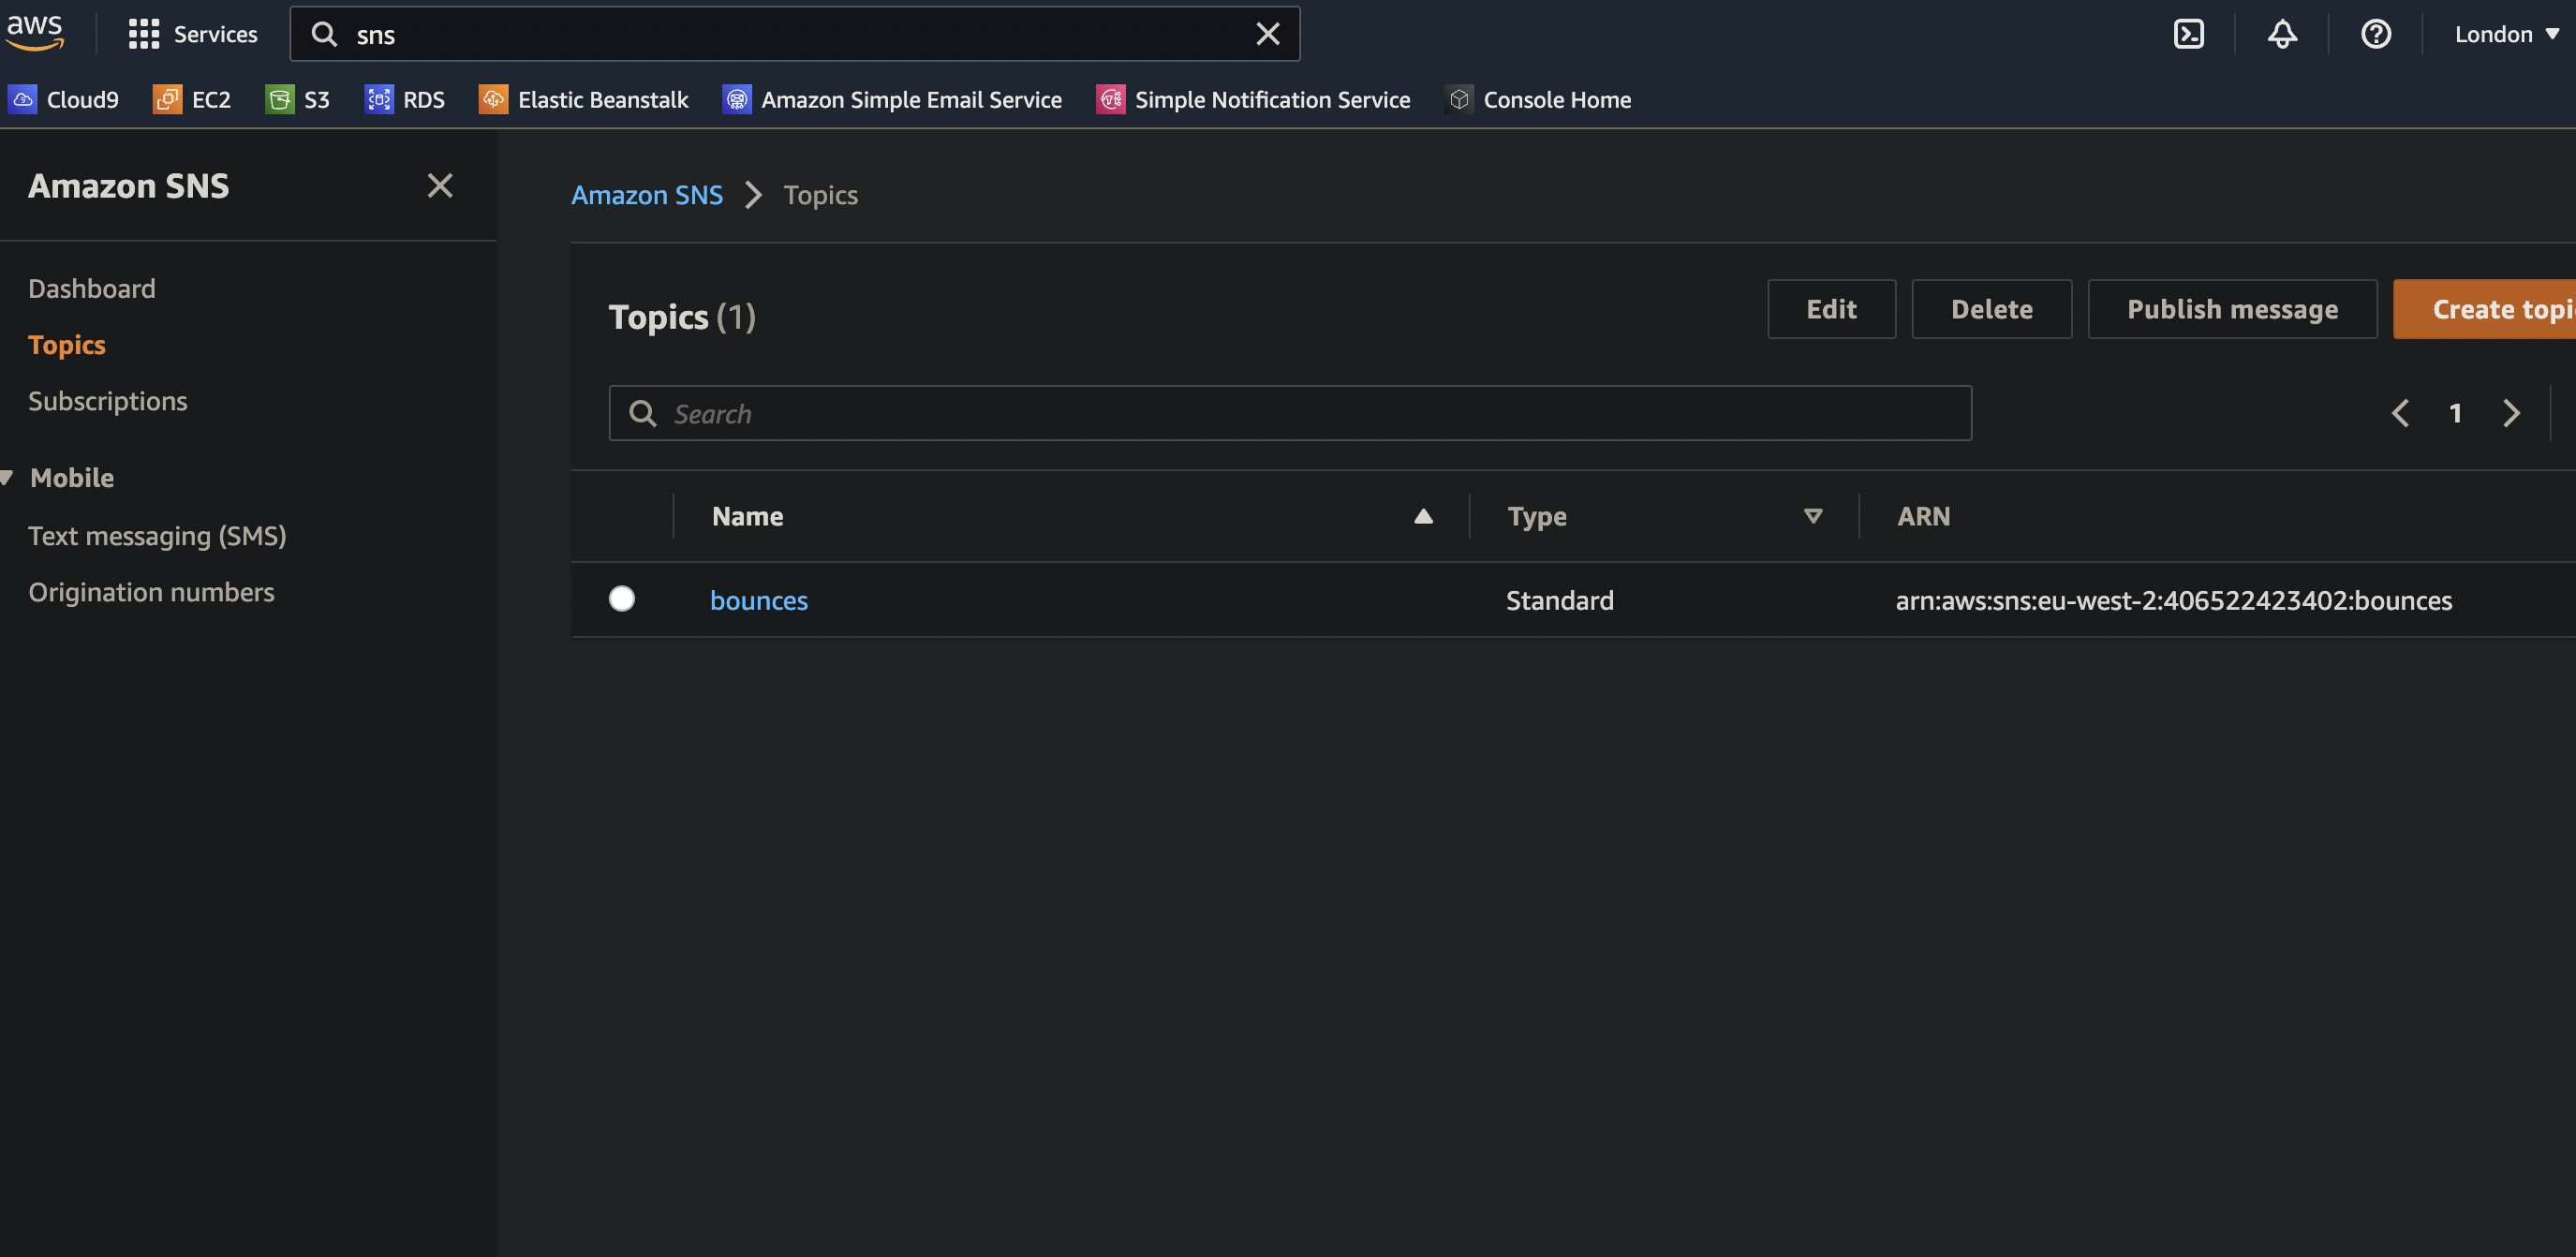 aws Services sns London
Cloud9 EC2 S3 RDS Elastic Beanstalk Amazon Simple Email Service Simple Notification Service Console Home
Amazon SNS
Dashboard
Topics
Subscriptions
Mobile
Text messaging (SMS)
Origination numbers
Amazon SNS Topics
Topics (1) Edit Delete Publish message Create topi
Search 1
Name Type ARN
bounces Standard arn:aws:sns:eu-west-2:406522423402:bounces